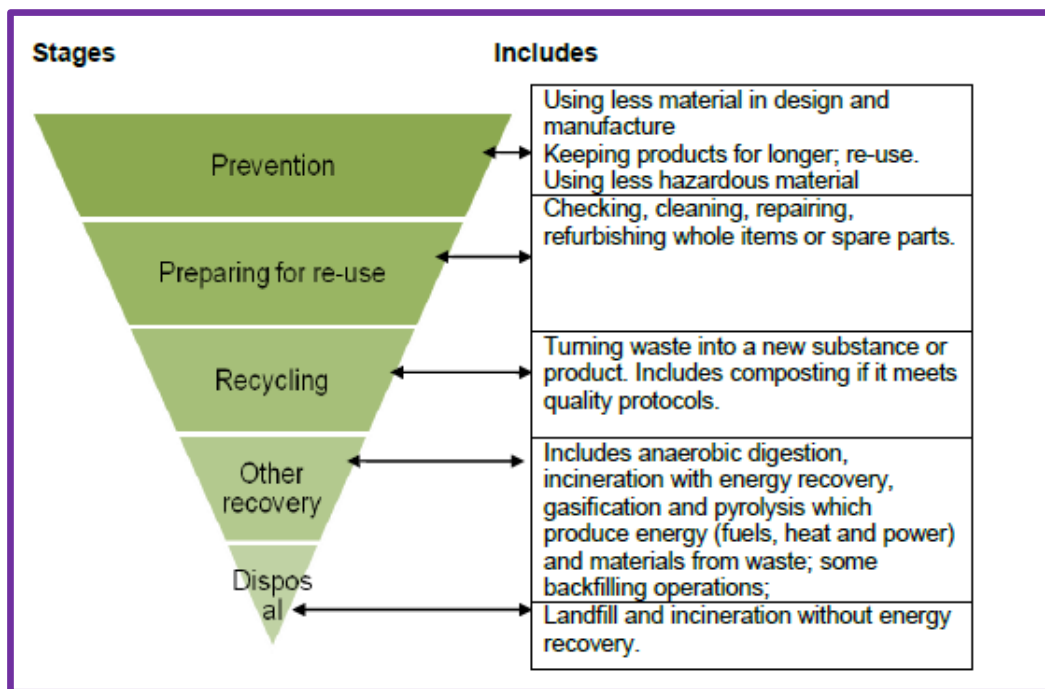 Stages
Includes
Prevention
Using less material in design and
manufacture
Keeping products for longer; re-use.
Using less hazardous material
Preparing for re-use
Checking, cleaning, repairing,
refurbishing whole items or spare parts.
Recycling
Turning waste into a new substance or
product. Includes composting if it meets
quality protocols.
Other
recovery
Includes anaerobic digestion,
incineration with energy recovery,
gasification and pyrolysis which
produce energy (fuels, heat and power)
and materials from waste; some
backfilling operations;
Dispos
al
Landfill and incineration without energy
recovery.